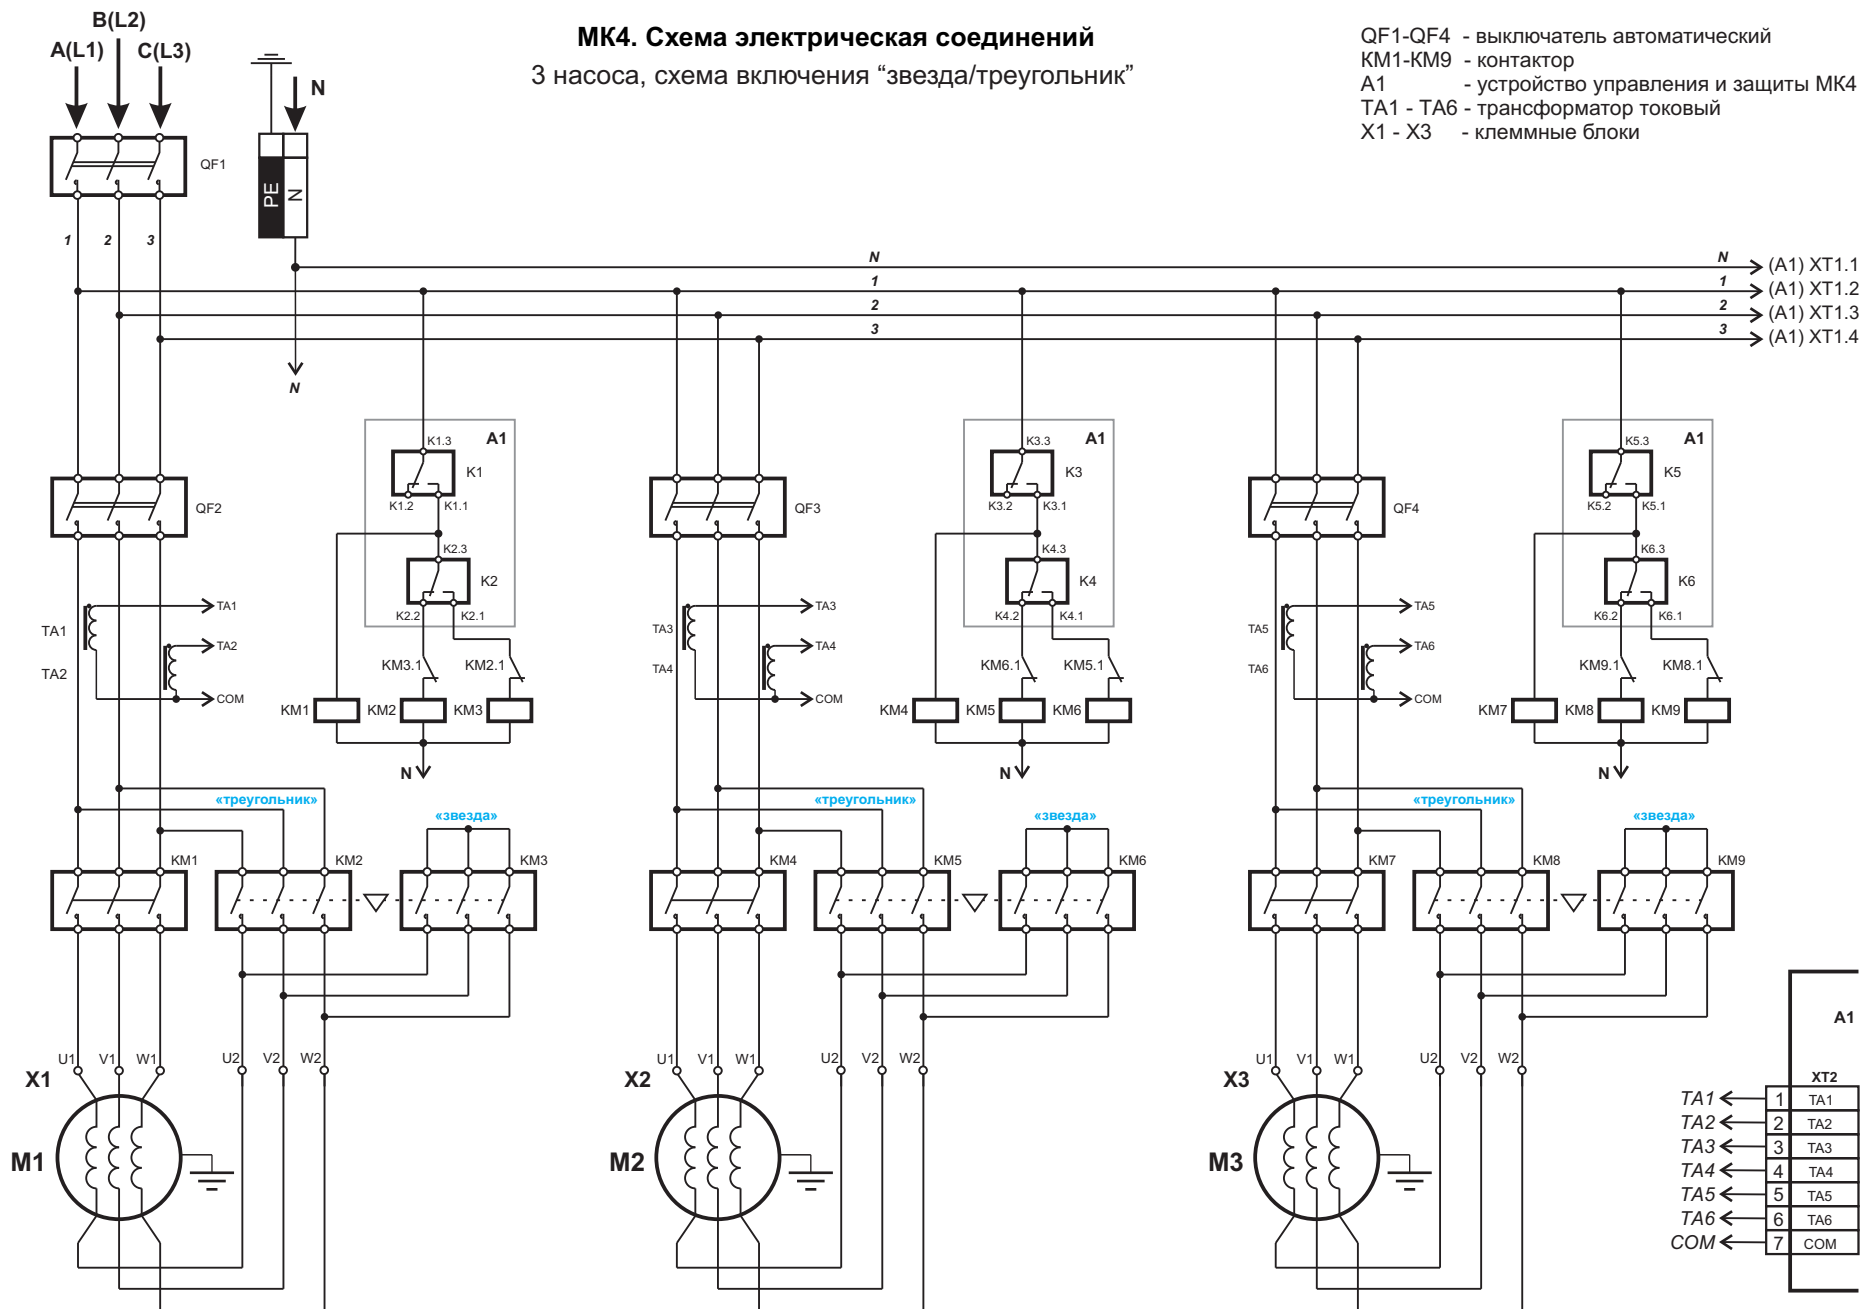 B(L2)
A(L1)
C(L3)
N
МК4. Схема электрическая соединений
3 насоса, схема включения “звезда/треугольник”
QF1-QF4 - выключатель автоматический
КМ1-КМ9 - контактор
А1 - устройство управления и защиты МК4
ТА1 - ТА6 - трансформатор токовый
Х1 - Х3 - клеммные блоки
QF1
PE
N
1 2 3
N N (A1) XT1.1
1 1 (A1) XT1.2
2 2 (A1) XT1.3
3 3 (A1) XT1.4
N
K1.3 A1 K3.3 A1 K5.3 A1
K1 K3 K5
K1.2 K1.1 K3.2 K3.1 K5.2 K5.1
QF2 QF3 QF4
K2.3 K4.3 K6.3
K2 K4 K6
TA1 TA3 TA5
K2.2 K2.1 K4.2 K4.1 K6.2 K6.1
TA1 TA3 TA5
TA2 TA4 TA6
KM3.1 KM2.1 KM6.1 KM5.1 KM9.1 KM8.1
TA2 TA4 TA6
COM COM COM
KM1 KM2 KM3 KM4 KM5 KM6 KM7 KM8 KM9
N N N
«треугольник» «треугольник» «треугольник»
«звезда» «звезда» «звезда»
KM1 KM2 KM3 KM4 KM5 KM6 KM7 KM8 KM9
A1
U1 V1 W1 U2 V2 W2 U1 V1 W1 U2 V2 W2 U1 V1 W1 U2 V2 W2
X1 X2 X3
XT2
TA1 1 TA1
TA2 2 TA2
TA3 3 TA3
M1 M2 M3
TA4 4 TA4
TA5 5 TA5
TA6 6 TA6
COM 7 COM